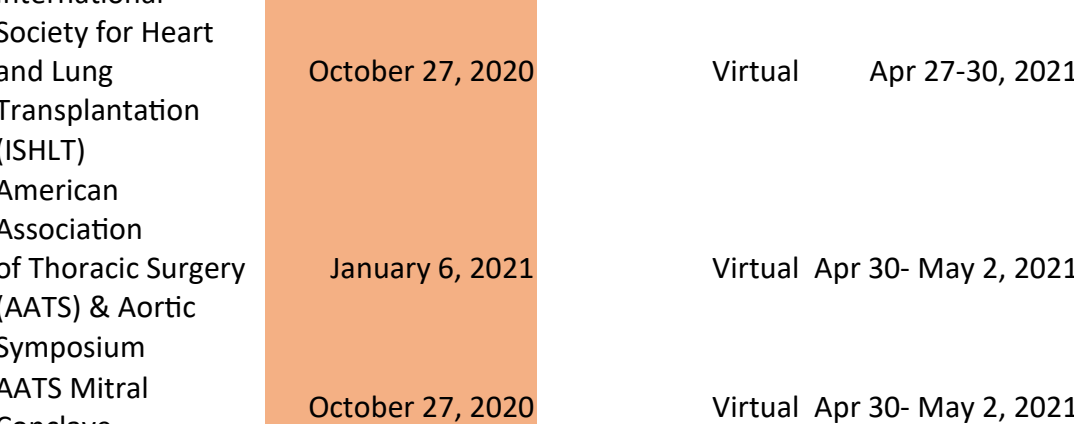 International
Society for Heart
and Lung October 27, 2020 Virtual Apr 27-30, 2021
Transplantation
(ISHLT)
American
Association
of Thoracic Surgery January 6, 2021 Virtual Apr 30- May 2, 2021
(AATS) & Aortic
Symposium
AATS Mitral
October 27, 2020 Virtual Apr 30- May 2, 2021
Conclave